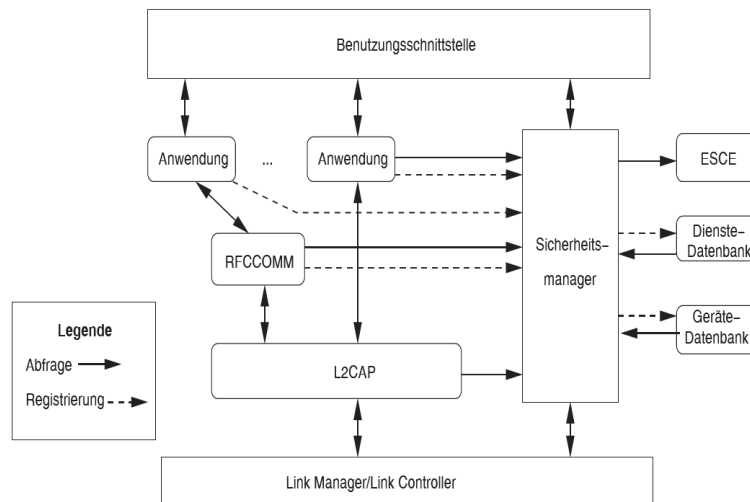 Benutzungsschnittstelle
Anwendung
...
Anwendung
ESCE
Sicherheits-
manager
Dienste-
Datenbank
RFCCOMM
Geräte-
Datenbank
Legende
Abfrage
Registrierung
L2CAP
Link Manager/Link Controller